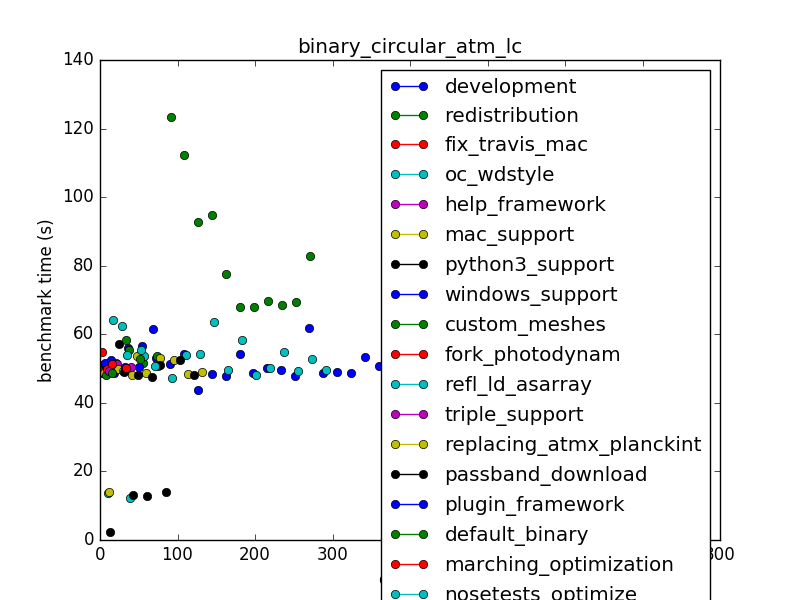 binary_circular_atm_lc
140
120
100
80
60
40
20
0
benchmark time (s)
0 100 200 300
development
redistribution
fix_travis_mac
oc_wdstyle
help_framework
mac_support
python3_support
windows_support
custom_meshes
fork_photodynam
refl_ld_asarray
triple_support
replacing_atmx_planckint
passband_download
plugin_framework
default_binary
marching_optimization
nosetests_optimize